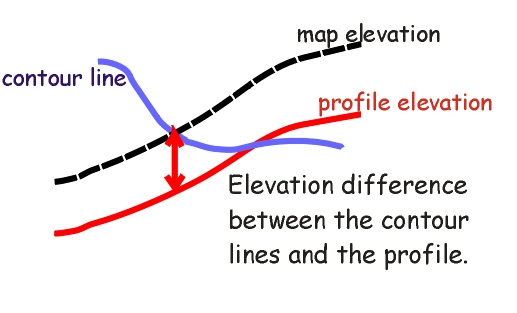 map elevation
contour line
profile elevation
Elevation difference
between the contour
lines and the profile.